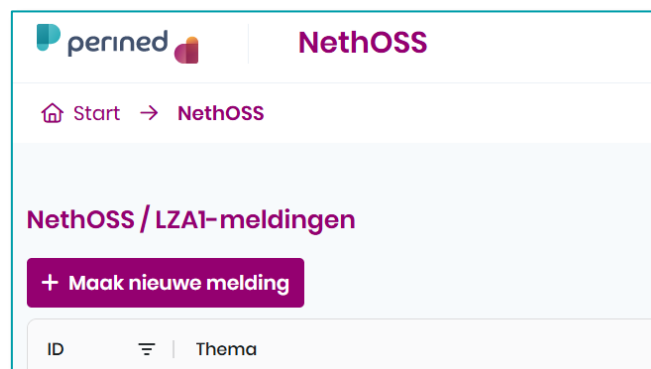 perined NethOSS
Start → NethOSS
NethOSS / LZA1-meldingen
+ Maak nieuwe melding
ID Thema